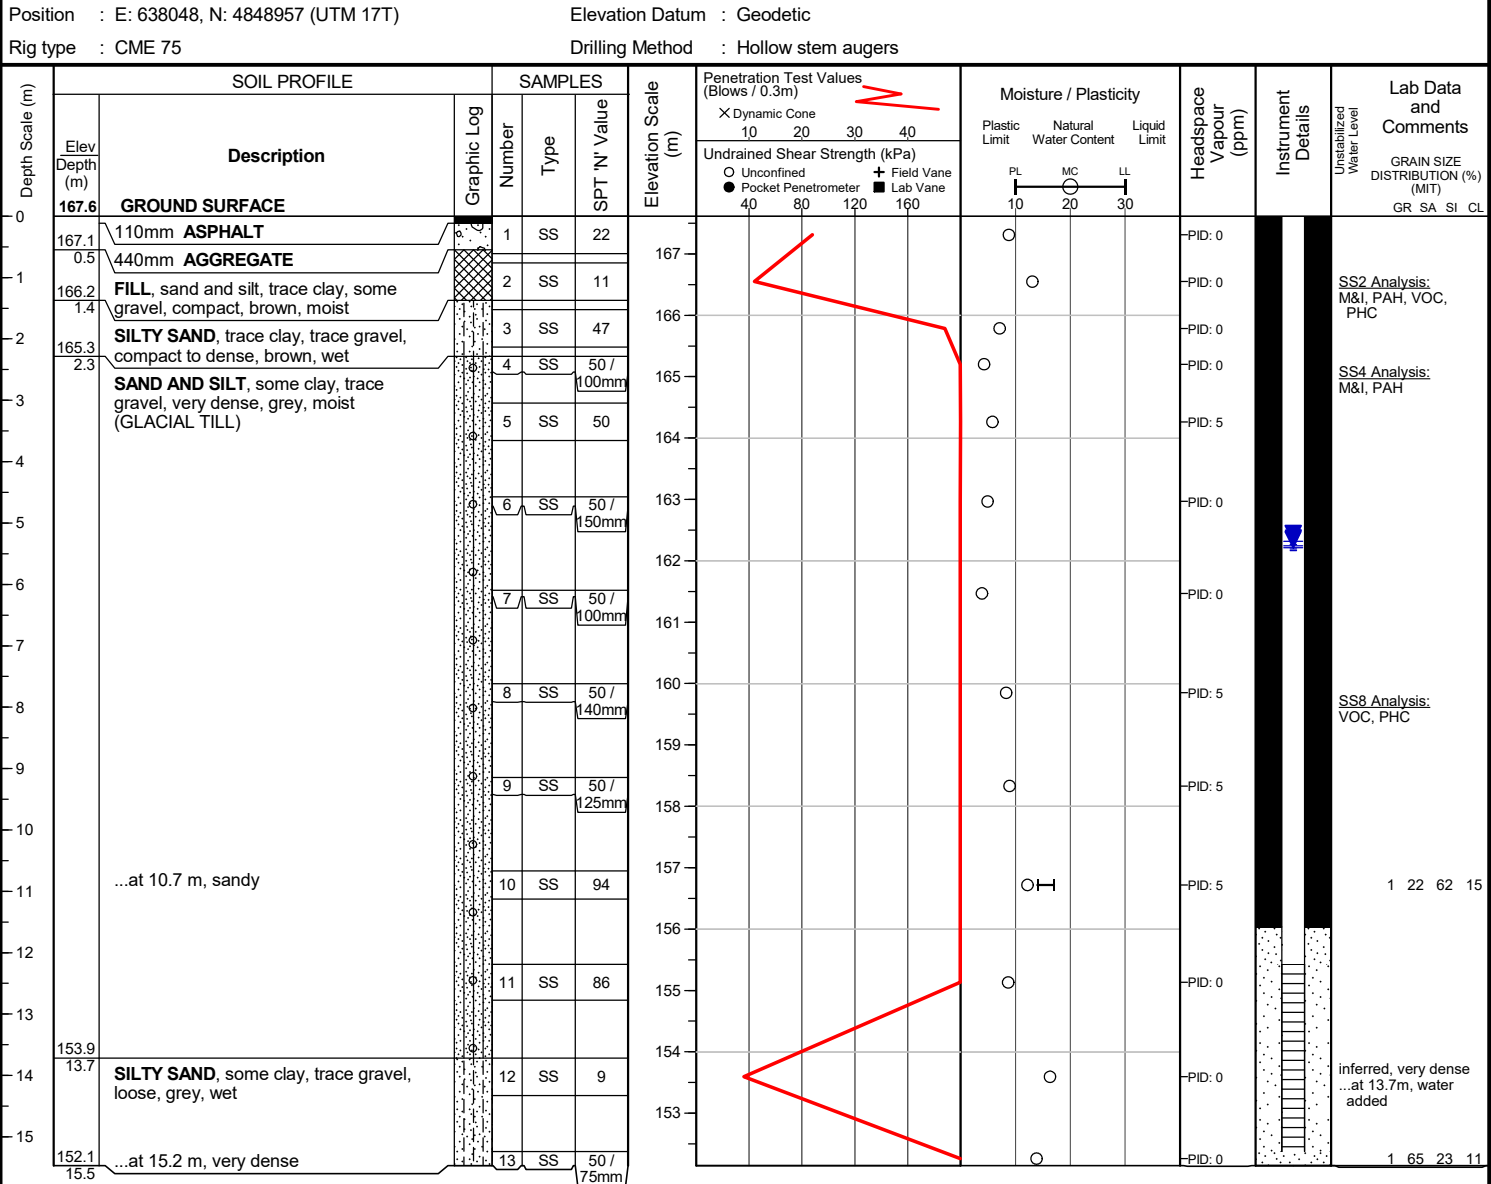 Position : E: 638048, N: 4848957 (UTM 17T) Elevation Datum : Geodetic
Rig type : CME 75 Drilling Method : Hollow stem augers
Depth Scale (m)
SOIL PROFILE
Elev
Depth
(m)
Description
Graphic Log
SAMPLES
Number
Type
SPT 'N' Value
Elevation Scale
(m)
Penetration Test Values
(Blows / 0.3m)
X Dynamic Cone
10 20 30 40
Undrained Shear Strength (kPa)
O Unconfined + Field Vane
● Pocket Penetrometer ■ Lab Vane
40 80 120 160
Moisture / Plasticity
Plastic
Limit
Natural
Water Content
Liquid
Limit
PL MC LL
10 20 30
Headspace
Vapour
(ppm)
Instrument
Details
Unstabilized
Water Level
Lab Data
and
Comments
GRAIN SIZE
DISTRIBUTION (%)
(MIT)
GR SA SI CL
167.6 GROUND SURFACE
0
110mm ASPHALT
167.1
0.5
440mm AGGREGATE
1
166.2
1.4
FILL, sand and silt, trace clay, some
gravel, compact, brown, moist
2
165.3
2.3
SILTY SAND, trace clay, trace gravel,
compact to dense, brown, wet
SAND AND SILT, some clay, trace
gravel, very dense, grey, moist
(GLACIAL TILL)
3
4
5
6
7
8
9
10
...at 10.7 m, sandy
11
12
13
153.9
13.7
SILTY SAND, some clay, trace gravel,
loose, grey, wet
14
15
152.1
15.5
...at 15.2 m, very dense
1 SS 22
2 SS 11
3 SS 47
4 SS 50 /
100mm
5 SS 50
6 SS 50 /
150mm
7 SS 50 /
100mm
8 SS 50 /
140mm
9 SS 50 /
125mm
10 SS 94
11 SS 86
12 SS 9
13 SS 50 /
75mm
167
166
165
164
163
162
161
160
159
158
157
156
155
154
153
PID: 0
PID: 0
PID: 0
PID: 0
PID: 5
PID: 0
PID: 0
PID: 5
PID: 5
PID: 5
PID: 0
PID: 0
PID: 0
SS2 Analysis:
M&I, PAH, VOC,
PHC
SS4 Analysis:
M&I, PAH
SS8 Analysis:
VOC, PHC
1 22 62 15
inferred, very dense
...at 13.7m, water
added
1 65 23 11